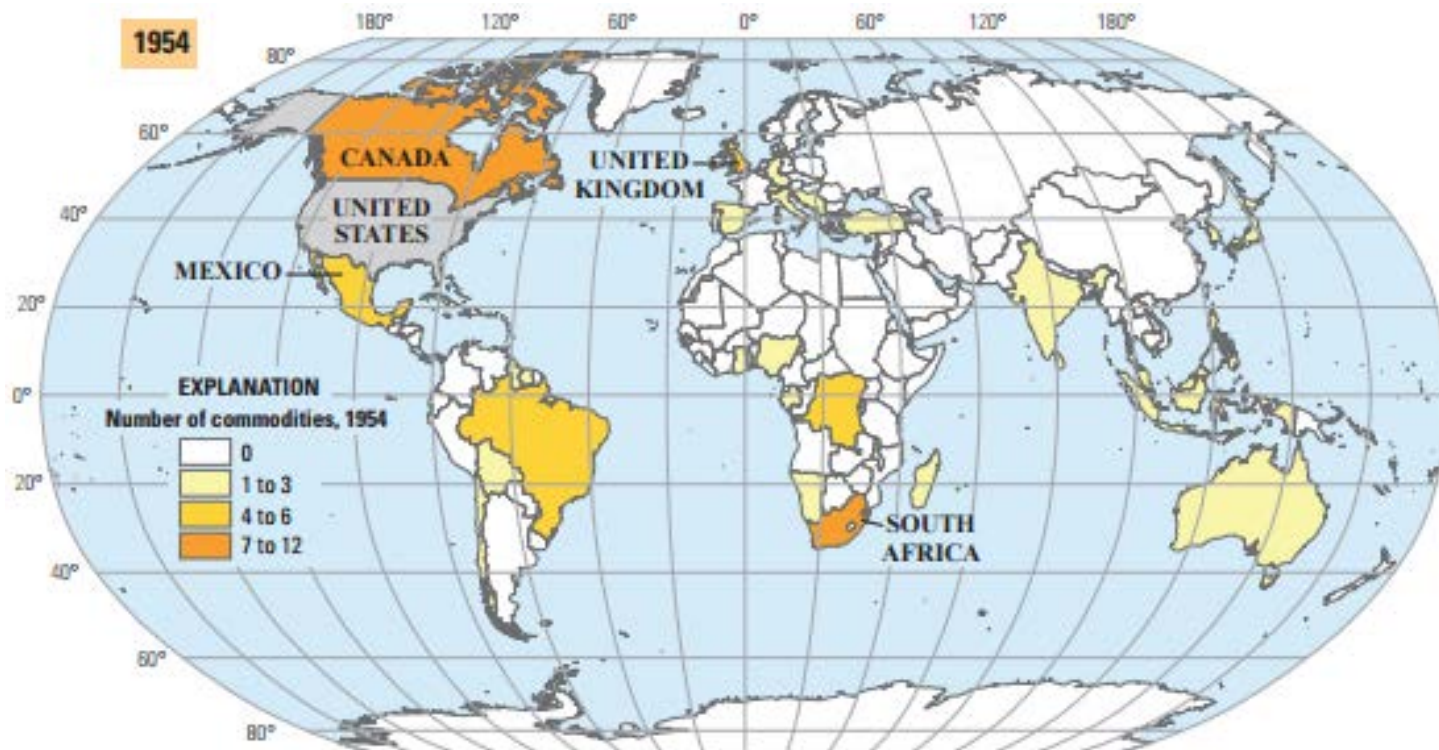 1954
180° 120° 60° 0° 60° 120° 180°
80°
60°
40°
20°
0°
20°
40°
60°
80°
CANADA
UNITED
STATES
MEXICO
UNITED
KINGDOM
SOUTH
AFRICA
EXPLANATION
Number of commodities, 1954
0
1 to 3
4 to 6
7 to 12